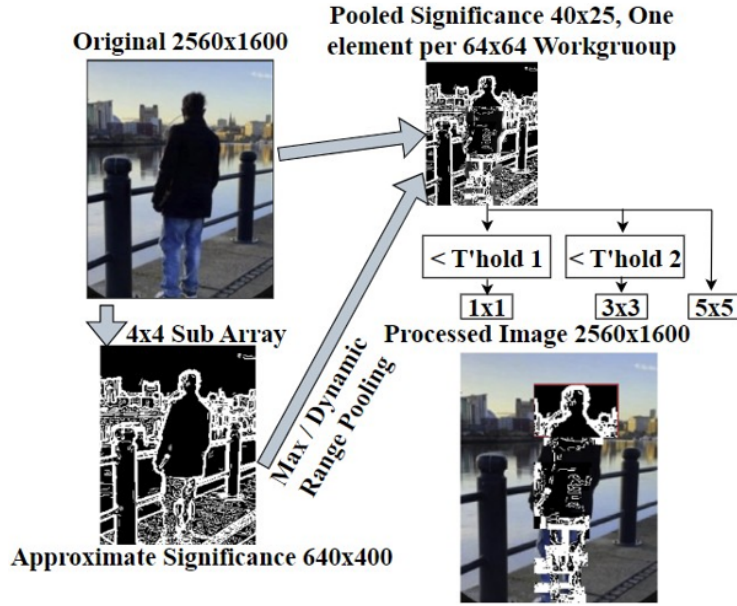 Original 2560x1600
Pooled Significance 40x25, One
element per 64x64 Workgruoup
< T'hold 1
< T'hold 2
1x1
3x3
5x5
4x4 Sub Array
Max / Dynamic
Range Pooling
Processed Image 2560x1600
Approximate Significance 640x400